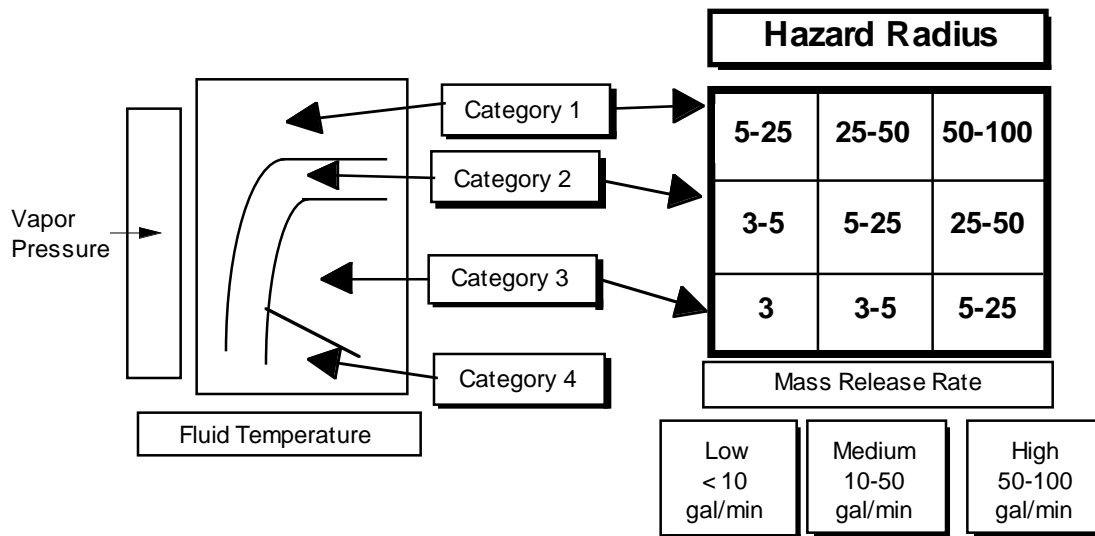 Hazard Radius
Category 1
5-25 25-50 50-100
Category 2
Vapor
Pressure
3-5 5-25 25-50
Category 3
3 3-5 5-25
Category 4
Mass Release Rate
Fluid Temperature
Low
< 10
gal/min
Medium
10-50
gal/min
High
50-100
gal/min